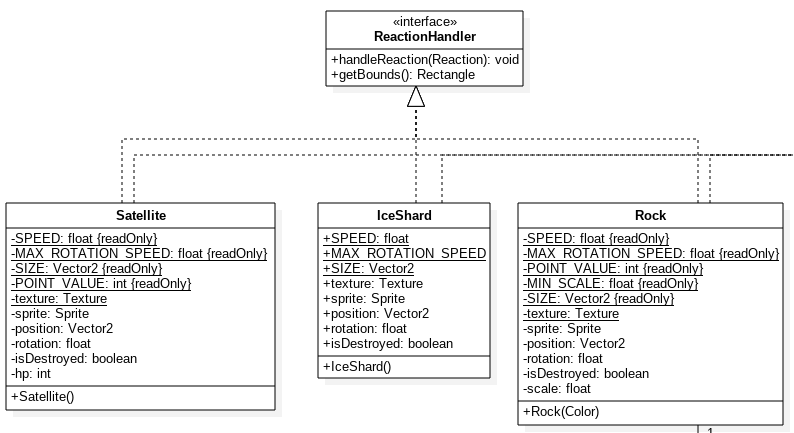 «interface»
ReactionHandler
+handleReaction(Reaction): void
+getBounds(): Rectangle
Satellite
-SPEED: float {readOnly}
-MAX_ROTATION_SPEED: float {readOnly}
-SIZE: Vector2 {readOnly}
-POINT_VALUE: int {readOnly}
-texture: Texture
-sprite: Sprite
-position: Vector2
-rotation: float
-isDestroyed: boolean
-hp: int
+Satellite()
IceShard
+SPEED: float
+MAX_ROTATION_SPEED
+SIZE: Vector2
+texture: Texture
+sprite: Sprite
+position: Vector2
+rotation: float
+isDestroyed: boolean
+IceShard()
Rock
-SPEED: float {readOnly}
-MAX_ROTATION_SPEED: float {readOnly}
-POINT_VALUE: int {readOnly}
-MIN_SCALE: float {readOnly}
-SIZE: Vector2 {readOnly}
-texture: Texture
-sprite: Sprite
-position: Vector2
-rotation: float
-isDestroyed: boolean
-scale: float
+Rock(Color)
1